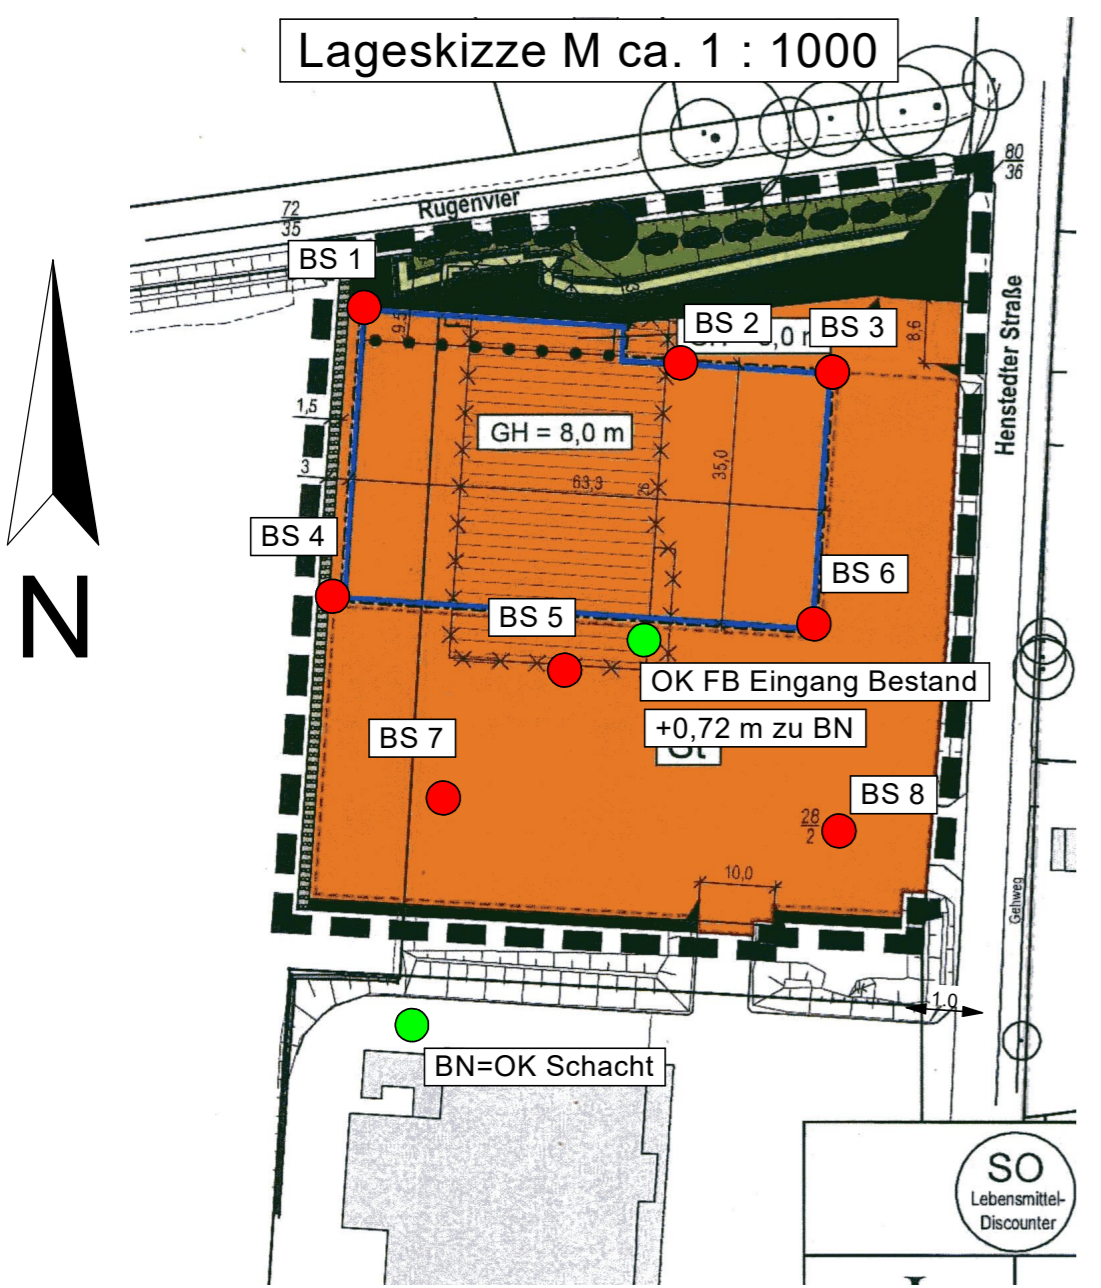 Lageskizze M ca. 1 : 1000
80
36
72
35
Rugenvier
BS 1
BS 2
BS 3
9,5
8,6
Henstedter Straße
1,5
GH = 8,0 m
3
63,3
26
35,0
BS 4
BS 6
N
BS 5
OK FB Eingang Bestand
+0,72 m zu BN
St
BS 7
BS 8
28
2
10,0
Gehweg
1.0
BN=OK Schacht
SO
Lebensmittel-
Discounter